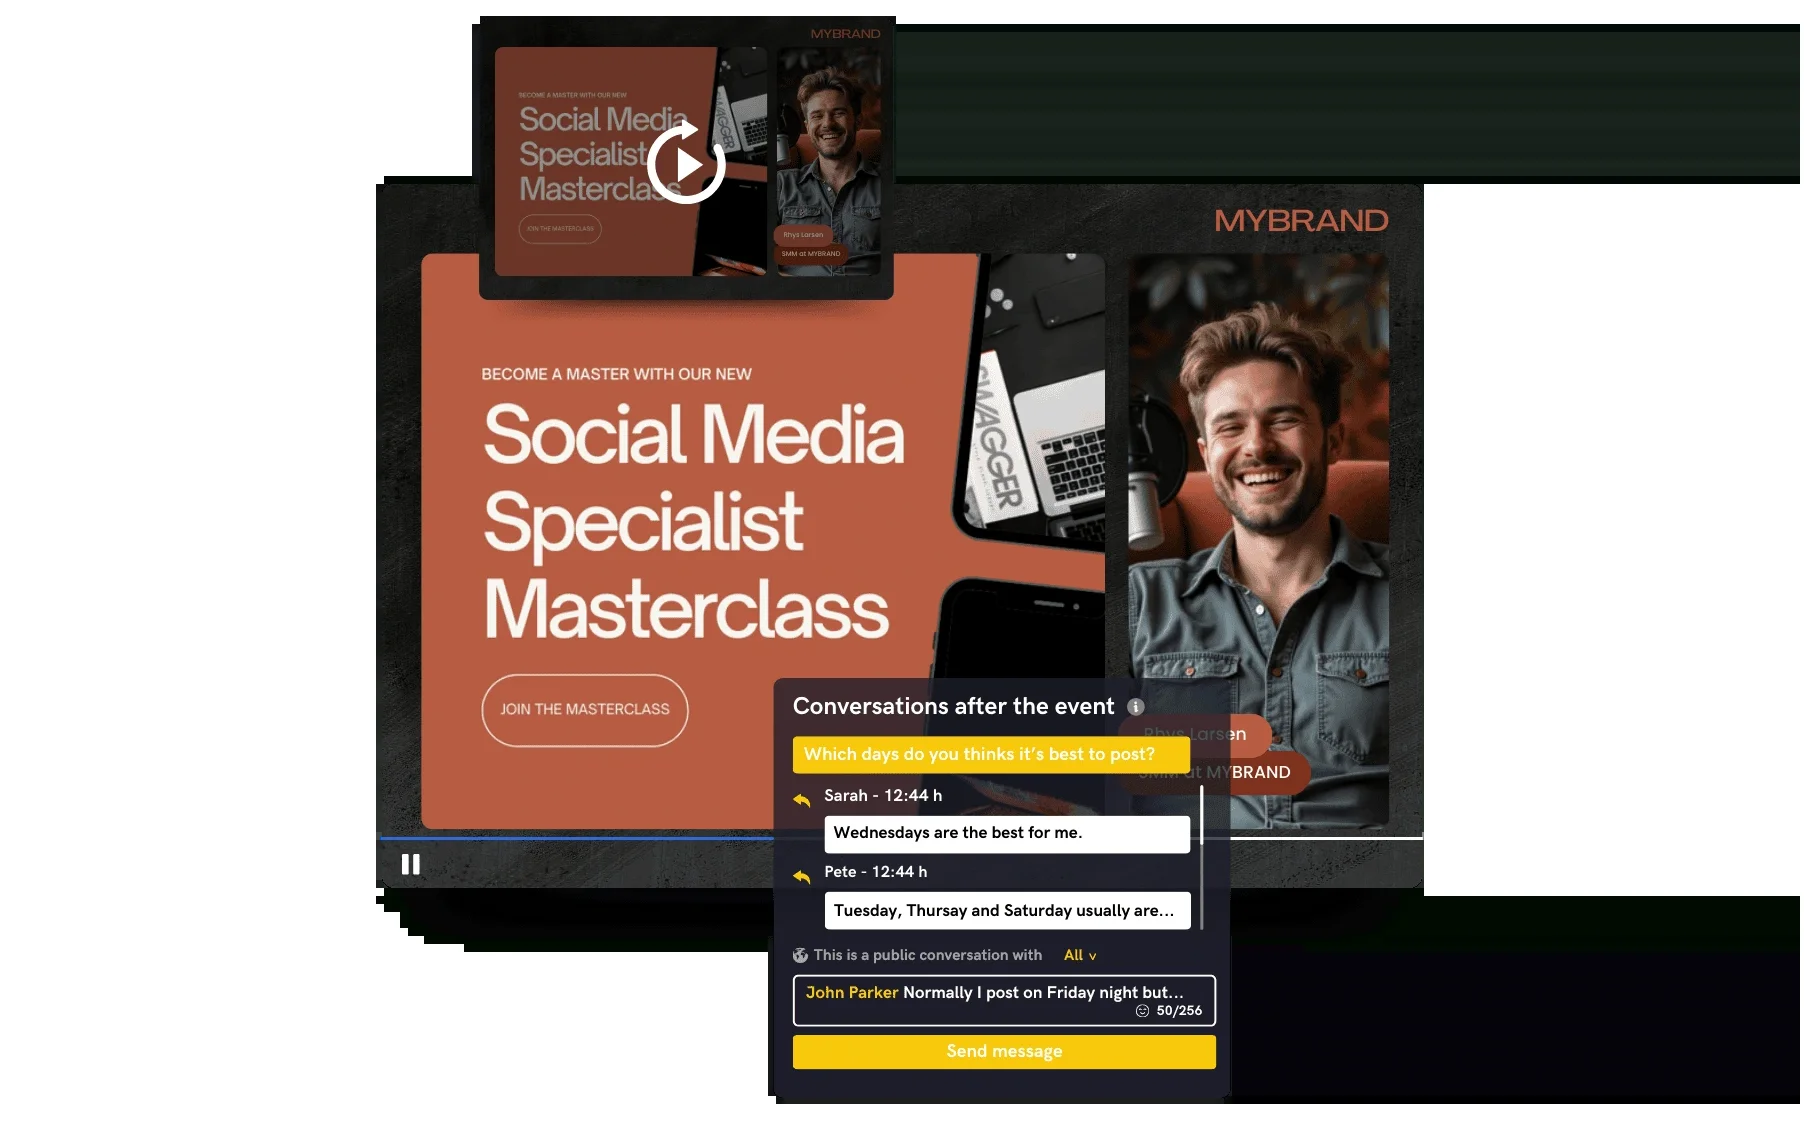 MYBRAND
BECOME A MASTER WITH OUR NEW
Social Media
Specialist
Masterclass
JOIN THE MASTERCLASS
SWAGGER
Rhys Larsen
SMM at MYBRAND
MYBRAND
BECOME A MASTER WITH OUR NEW
Social Media
Specialist
Masterclass
JOIN THE MASTERCLASS
SWAGGER
Rhys Larsen
SMM at MYBRAND
Conversations after the event
Which days do you thinks it’s best to post?
Sarah - 12:44 h
Wednesdays are the best for me.
Pete - 12:44 h
Tuesday, Thursay and Saturday usually are...
This is a public conversation with All v
John Parker Normally I post on Friday night but...
50/256
Send message